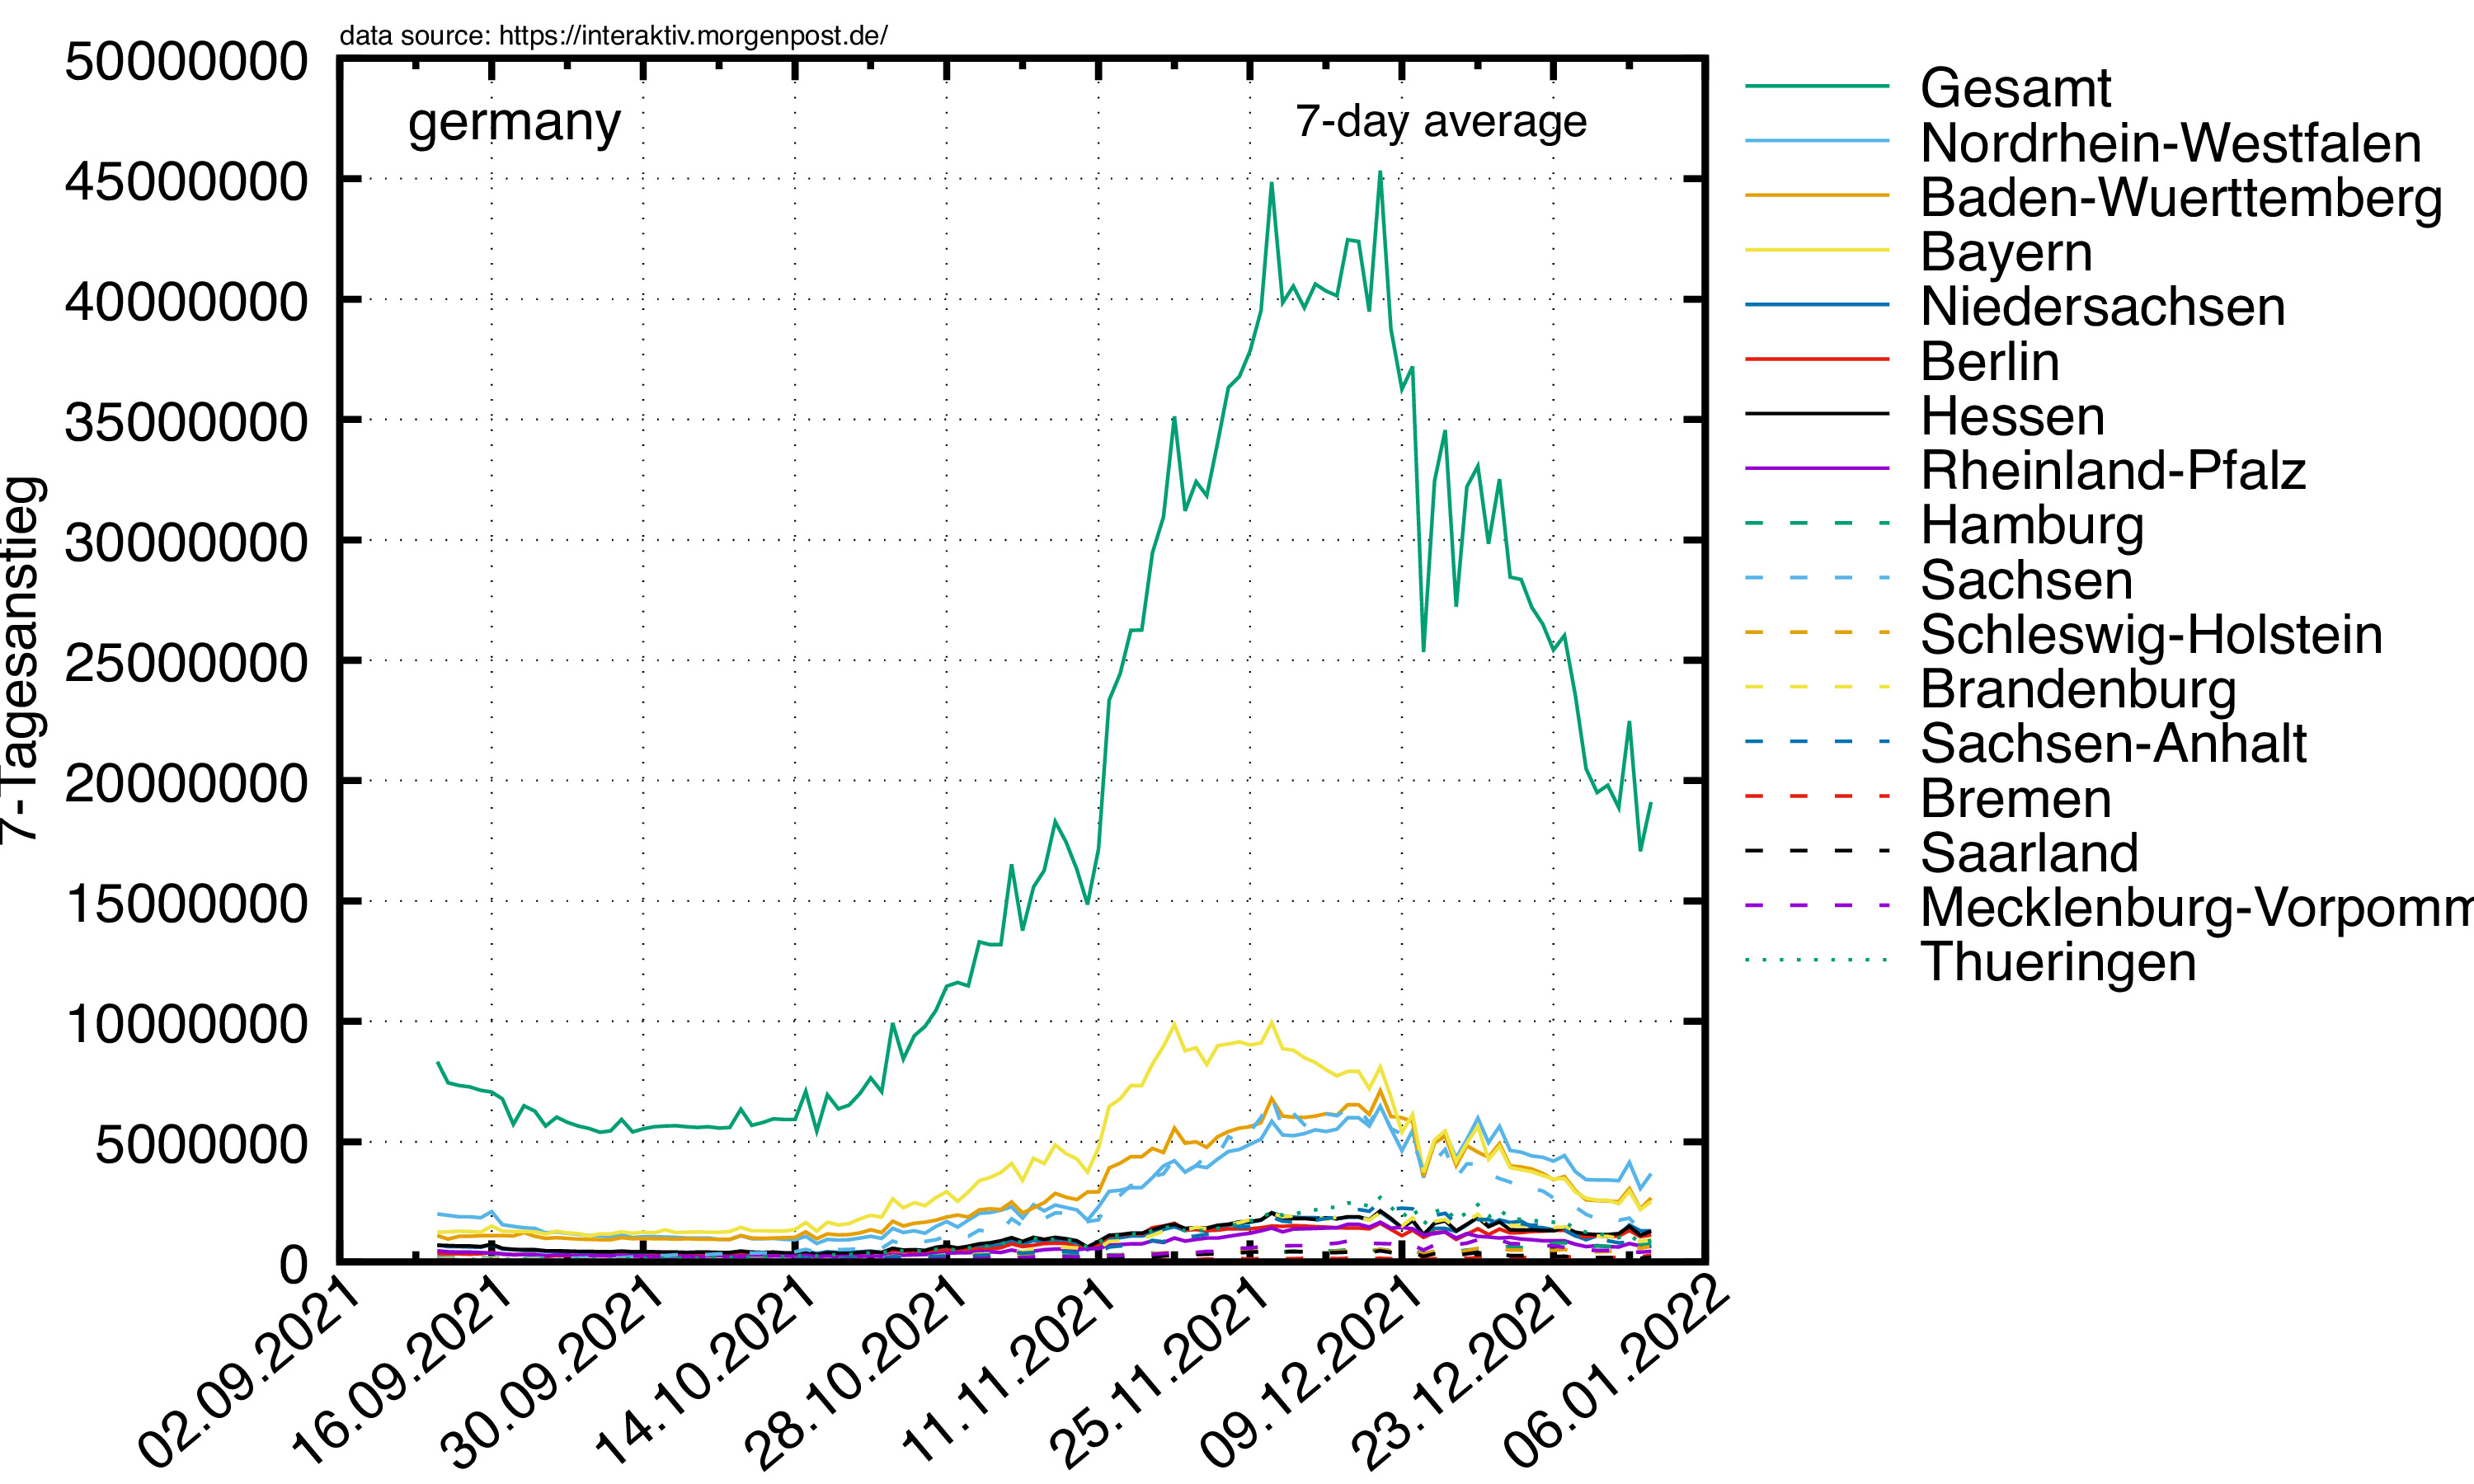 data source: https://interaktiv.morgenpost.de/
germany
7-day average
7-Tagesanstieg
50000000
45000000
40000000
35000000
30000000
25000000
20000000
15000000
10000000
5000000
0
02.09.2021
16.09.2021
30.09.2021
14.10.2021
28.10.2021
11.11.2021
25.11.2021
09.12.2021
23.12.2021
06.01.2022
Gesamt
Nordrhein-Westfalen
Baden-Wuerttemberg
Bayern
Niedersachsen
Berlin
Hessen
Rheinland-Pfalz
Hamburg
Sachsen
Schleswig-Holstein
Brandenburg
Sachsen-Anhalt
Bremen
Saarland
Mecklenburg-Vorpomm
Thueringen